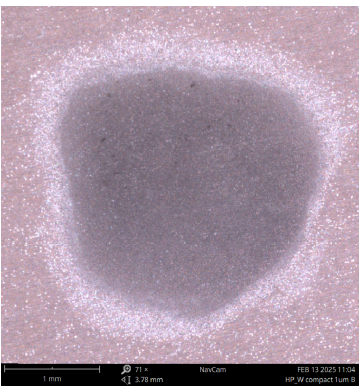 71 × NavCam FEB 13 2025 11:04
1 mm 3.78 mm HP_W compact 1um B